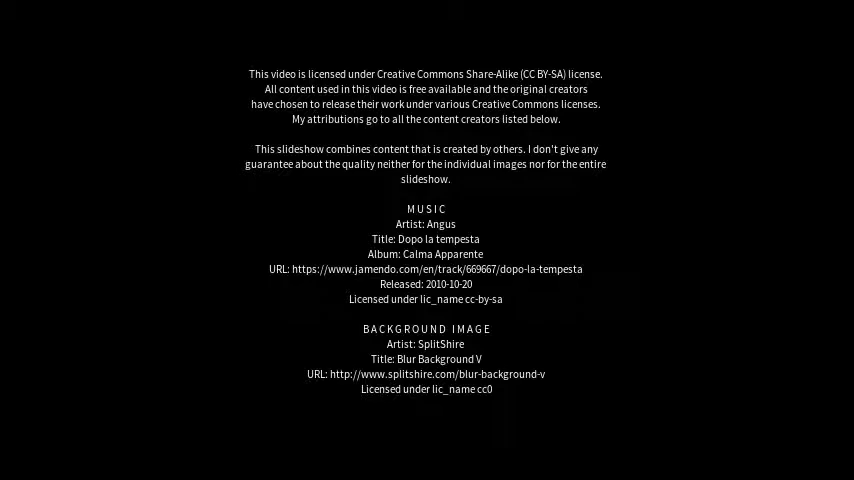 This video is licensed under Creative Commons Share-Alike (CC BY-SA) license.
All content used in this video is free available and the original creators
have chosen to release their work under various Creative Commons licenses.
My attributions go to all the content creators listed below.
This slideshow combines content that is created by others. I don't give any
guarantee about the quality neither for the individual images nor for the entire
slideshow.
MUSIC
Artist: Angus
Title: Dopo la tempesta
Album: Calma Apparente
URL: https://www.jamendo.com/en/track/669667/dopo-la-tempesta
Released: 2010-10-20
Licensed under lic_name cc-by-sa
BACKGROUND IMAGE
Artist: SplitShire
Title: Blur Background V
URL: http://www.splitshire.com/blur-background-v
Licensed under lic_name cc0